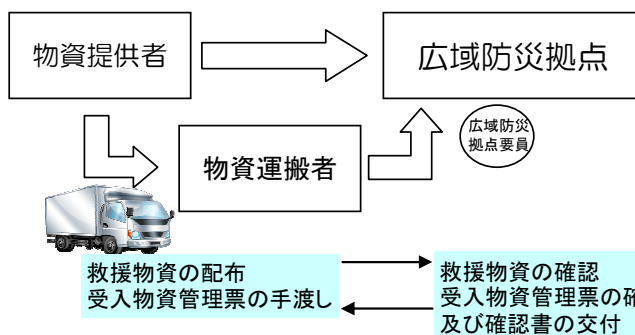 物資提供者
広域防災拠点
広域防災
拠点要員
物資運搬者
救援物資の配布
受入物資管理票の手渡し
救援物資の確認
受入物資管理票の確
及び確認書の交付